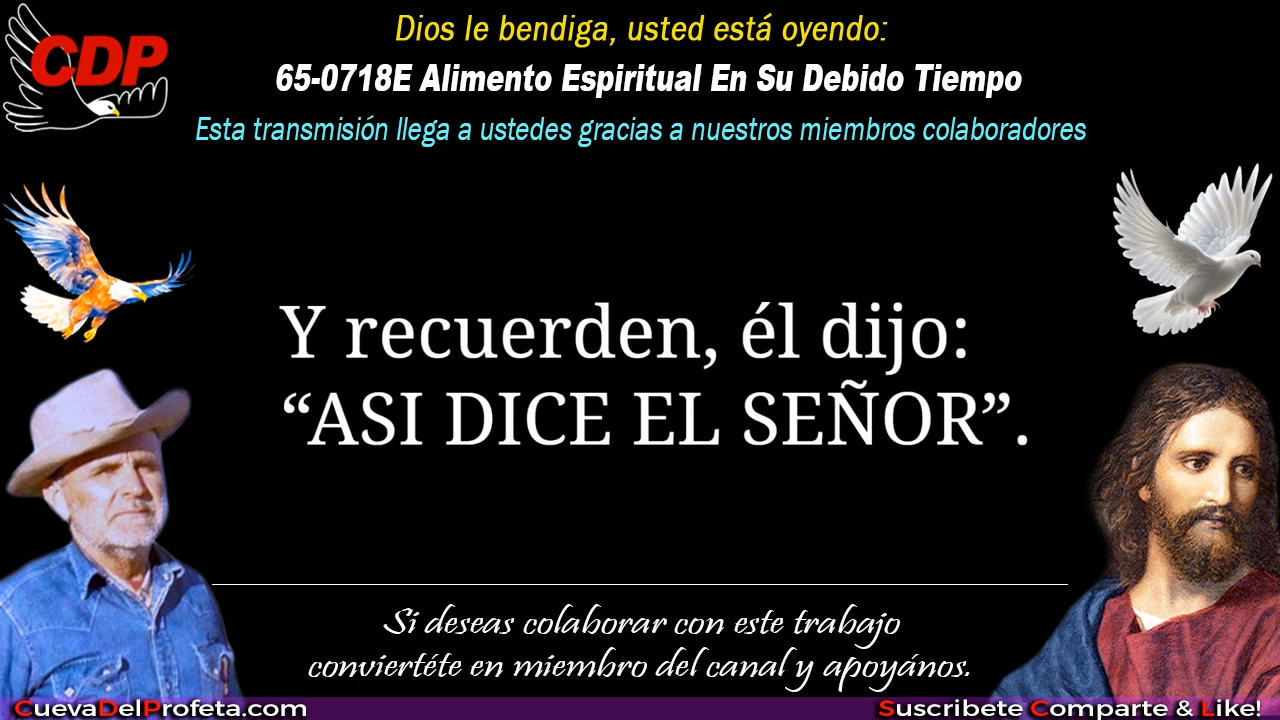 CDP
Dios le bendiga, usted está oyendo:
65-0718E Alimento Espiritual En Su Debido Tiempo
Esta transmisión llega a ustedes gracias a nuestros miembros colaboradores
Y recuerden, él dijo:
“ASI DICE EL SEÑOR”.
Si deseas colaborar con este trabajo
conviertéte en miembro del canal y apoyános.
CuevaDelProfeta.com
Suscribete Comparte & Like!